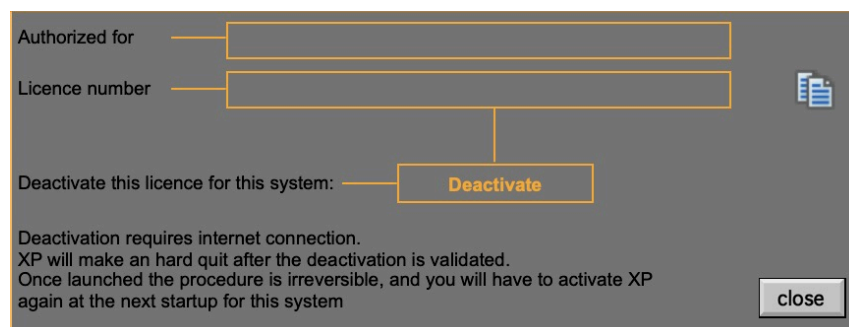 Authorized for
Licence number
Deactivate this licence for this system:
Deactivate
Deactivation requires internet connection.
XP will make an hard quit after the deactivation is validated.
Once launched the procedure is irreversible, and you will have to activate XP
again at the next startup for this system
close